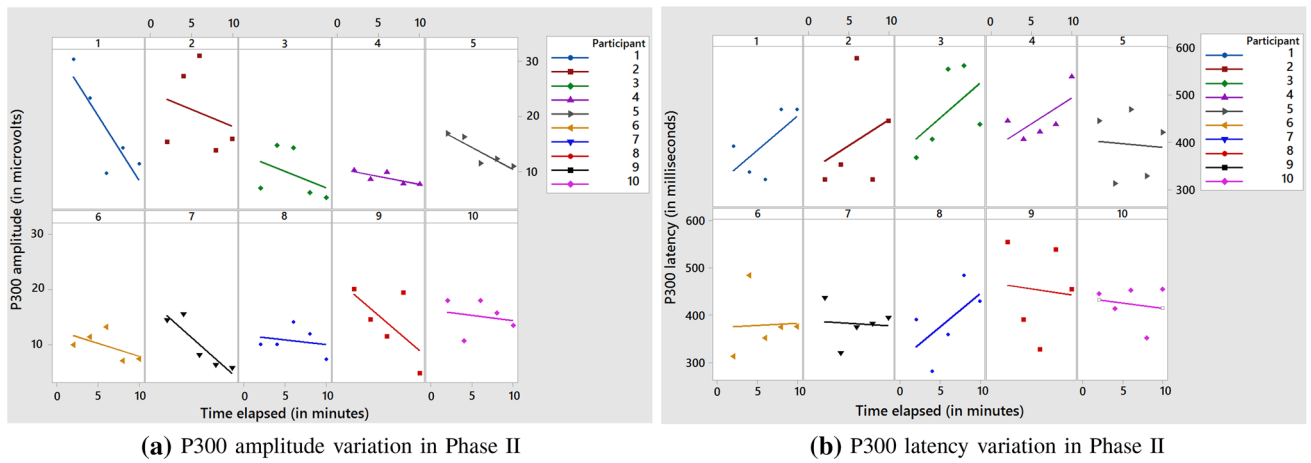 0 5 10
1 2 3 4 5
P300 amplitude (in microvolts)
30
20
10
6 7 8 9 10
30
20
10
0 5 10 0 5 10 0 5 10
Time elapsed (in minutes)
Participant
1
2
3
4
5
6
7
8
9
10
(a) P300 amplitude variation in Phase II
0 5 10 0 5 10
1 2 3 4 5
P300 latency (in milliseconds)
600
500
400
300
6 7 8 9 10
600
500
400
300
0 5 10 0 5 10 0 5 10
Time elapsed (in minutes)
Participant
1
2
3
4
5
6
7
8
9
10
(b) P300 latency variation in Phase II